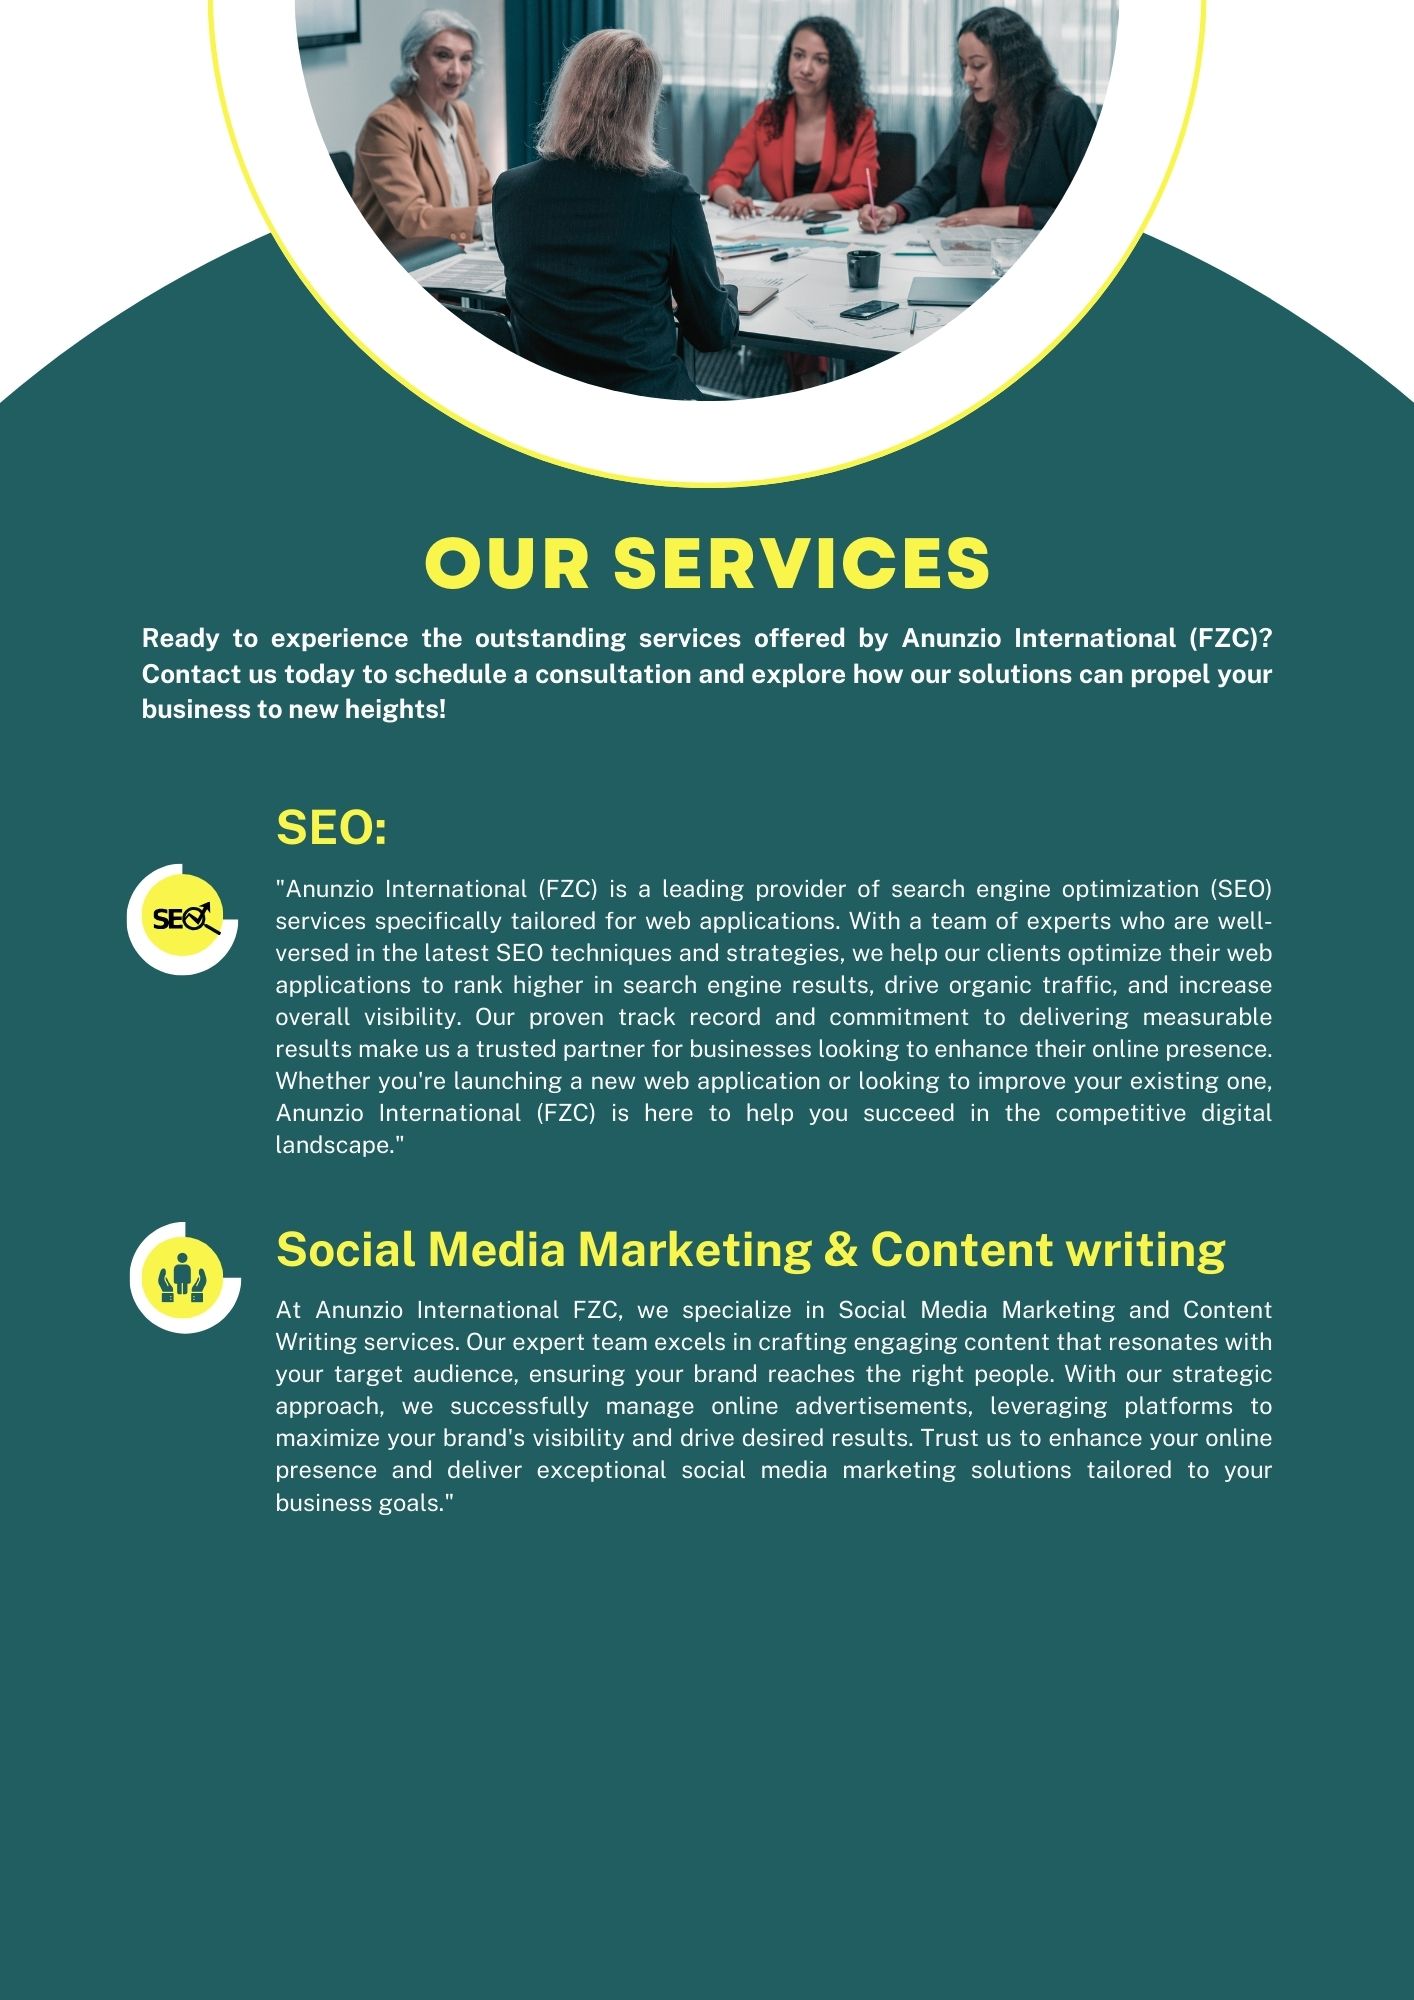 OUR SERVICES
Ready to experience the outstanding services offered by Anunzio International (FZC)?
Contact us today to schedule a consultation and explore how our solutions can propel your
business to new heights!
SEO:
SEO
"Anunzio International (FZC) is a leading provider of search engine optimization (SEO)
services specifically tailored for web applications. With a team of experts who are well-
versed in the latest SEO techniques and strategies, we help our clients optimize their web
applications to rank higher in search engine results, drive organic traffic, and increase
overall visibility. Our proven track record and commitment to delivering measurable
results make us a trusted partner for businesses looking to enhance their online presence.
Whether you're launching a new web application or looking to improve your existing one,
Anunzio International (FZC) is here to help you succeed in the competitive digital
landscape."
Social Media Marketing & Content writing
At Anunzio International FZC, we specialize in Social Media Marketing and Content
Writing services. Our expert team excels in crafting engaging content that resonates with
your target audience, ensuring your brand reaches the right people. With our strategic
approach, we successfully manage online advertisements, leveraging platforms to
maximize your brand's visibility and drive desired results. Trust us to enhance your online
presence and deliver exceptional social media marketing solutions tailored to your
business goals."